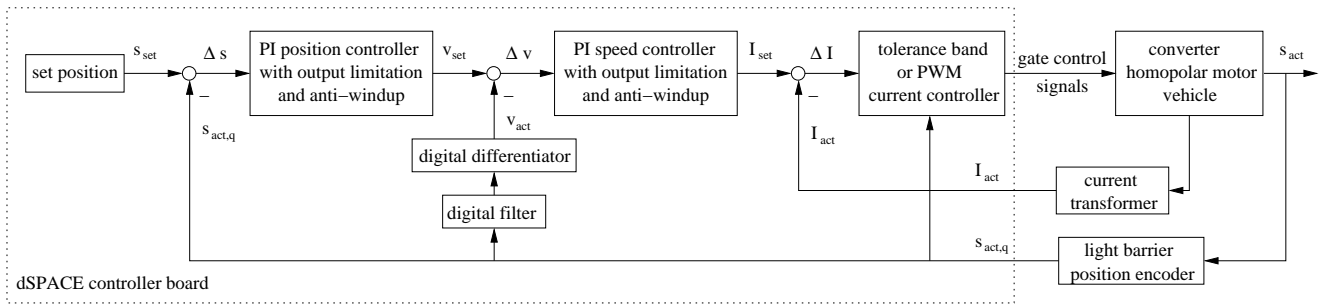 set position
s set
Δ s
−
s act,q
PI position controller
with output limitation
and anti−windup
v set
Δ v
−
v act
digital differentiator
digital filter
PI speed controller
with output limitation
and anti−windup
I set
Δ I
−
I act
tolerance band
or PWM
current controller
gate control
signals
converter
homopolar motor
vehicle
s act
I act
current
transformer
s act,q
light barrier
position encoder
dSPACE controller board